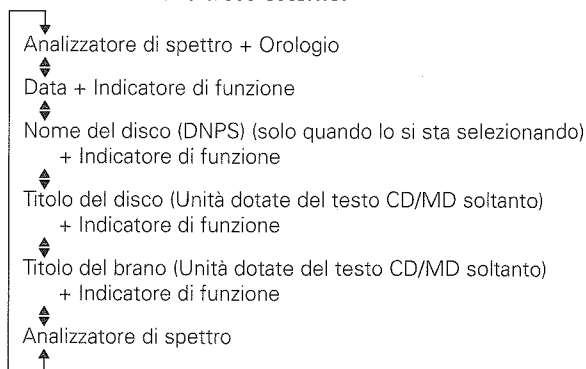 Analizzatore di spettro + Orologio
Data + Indicatore di funzione
Nome del disco (DNPS) (solo quando lo si sta selezionando)
+ Indicatore di funzione
Titolo del disco (Unità dotate del testo CD/MD soltanto)
+ Indicatore di funzione
Titolo del brano (Unità dotate del testo CD/MD soltanto)
+ Indicatore di funzione
Analizzatore di spettro